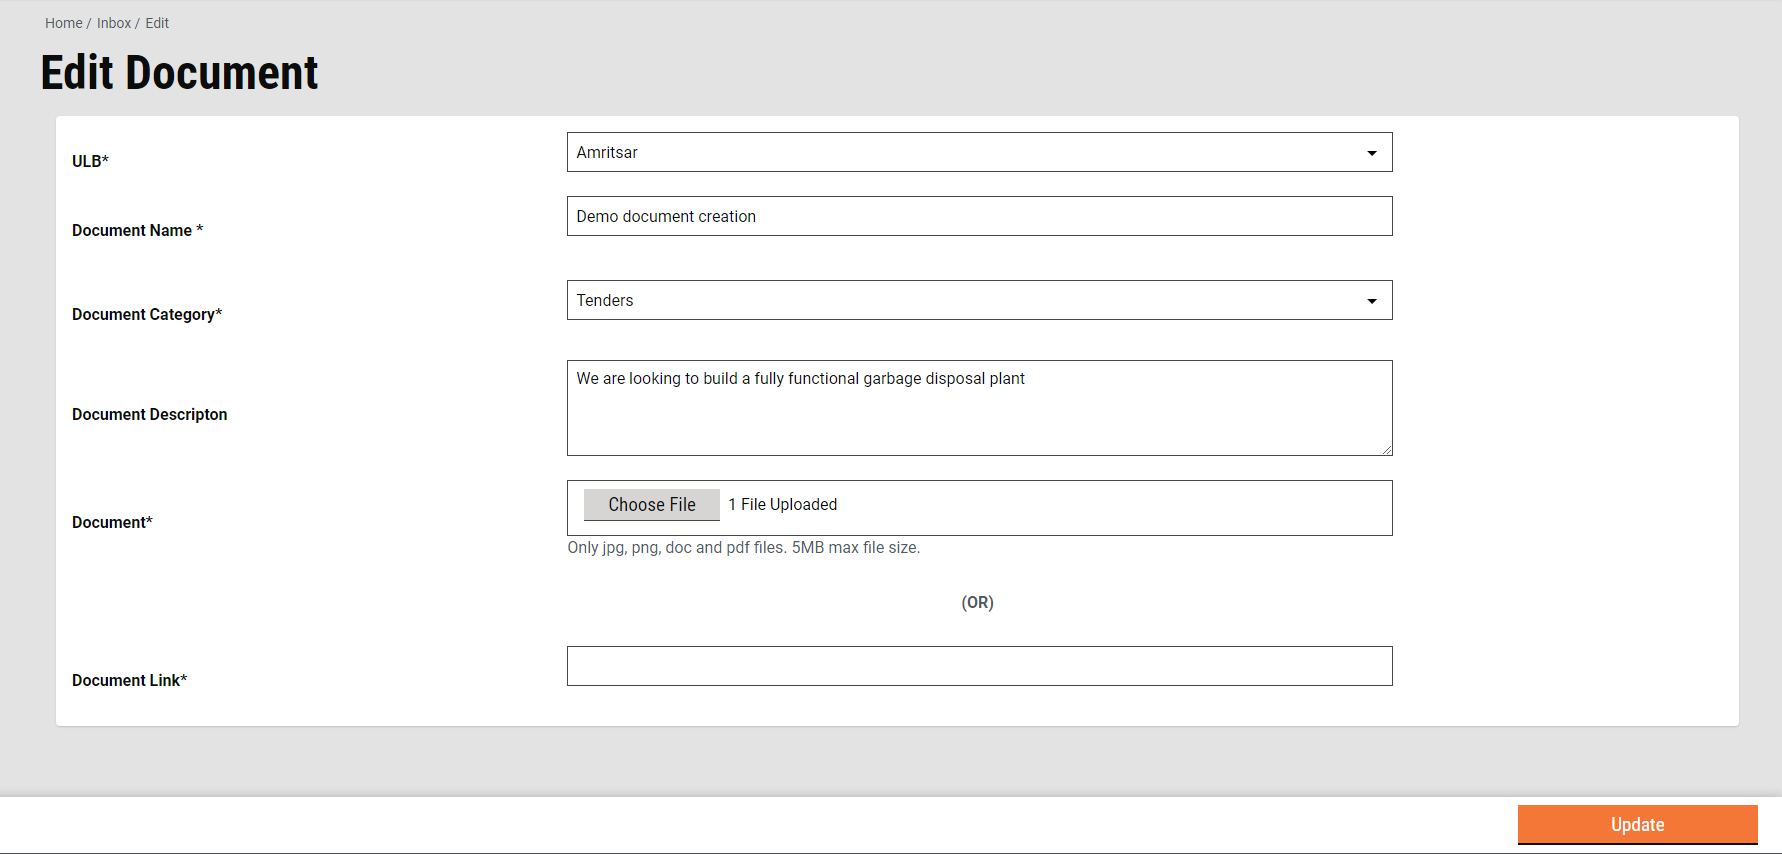 Home / Inbox / Edit
Edit Document
ULB*
Amritsar
Document Name *
Demo document creation
Document Category*
Tenders
Document Descripton
We are looking to build a fully functional garbage disposal plant
Document*
Choose File 1 File Uploaded
Only jpg, png, doc and pdf files. 5MB max file size.
(OR)
Document Link*
Update